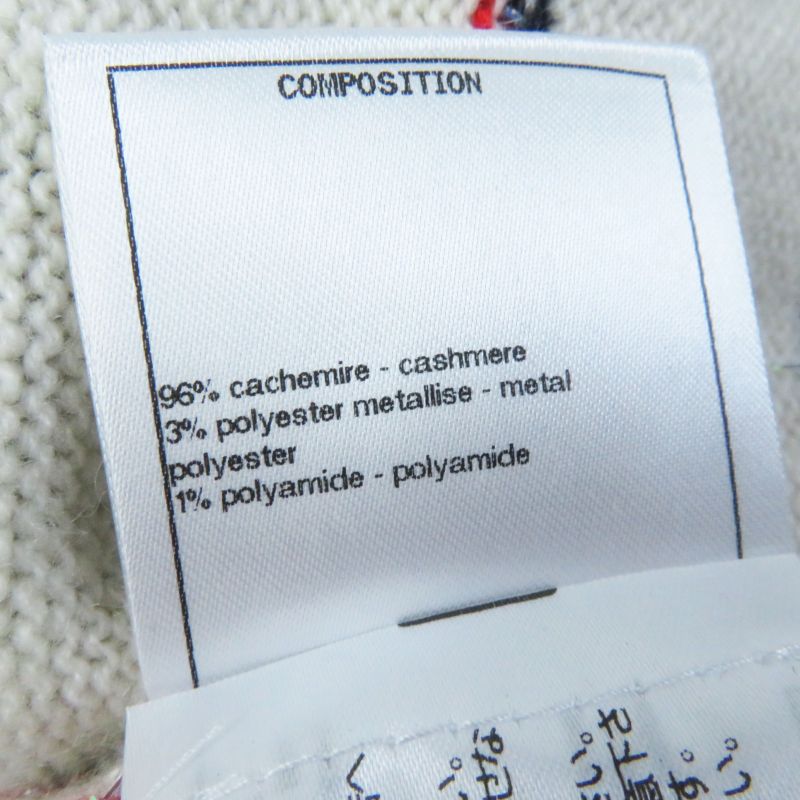 COMPOSITION
96% cachemire - cashmere
3% polyester metallise - metal
polyester
1% polyamide - polyamide